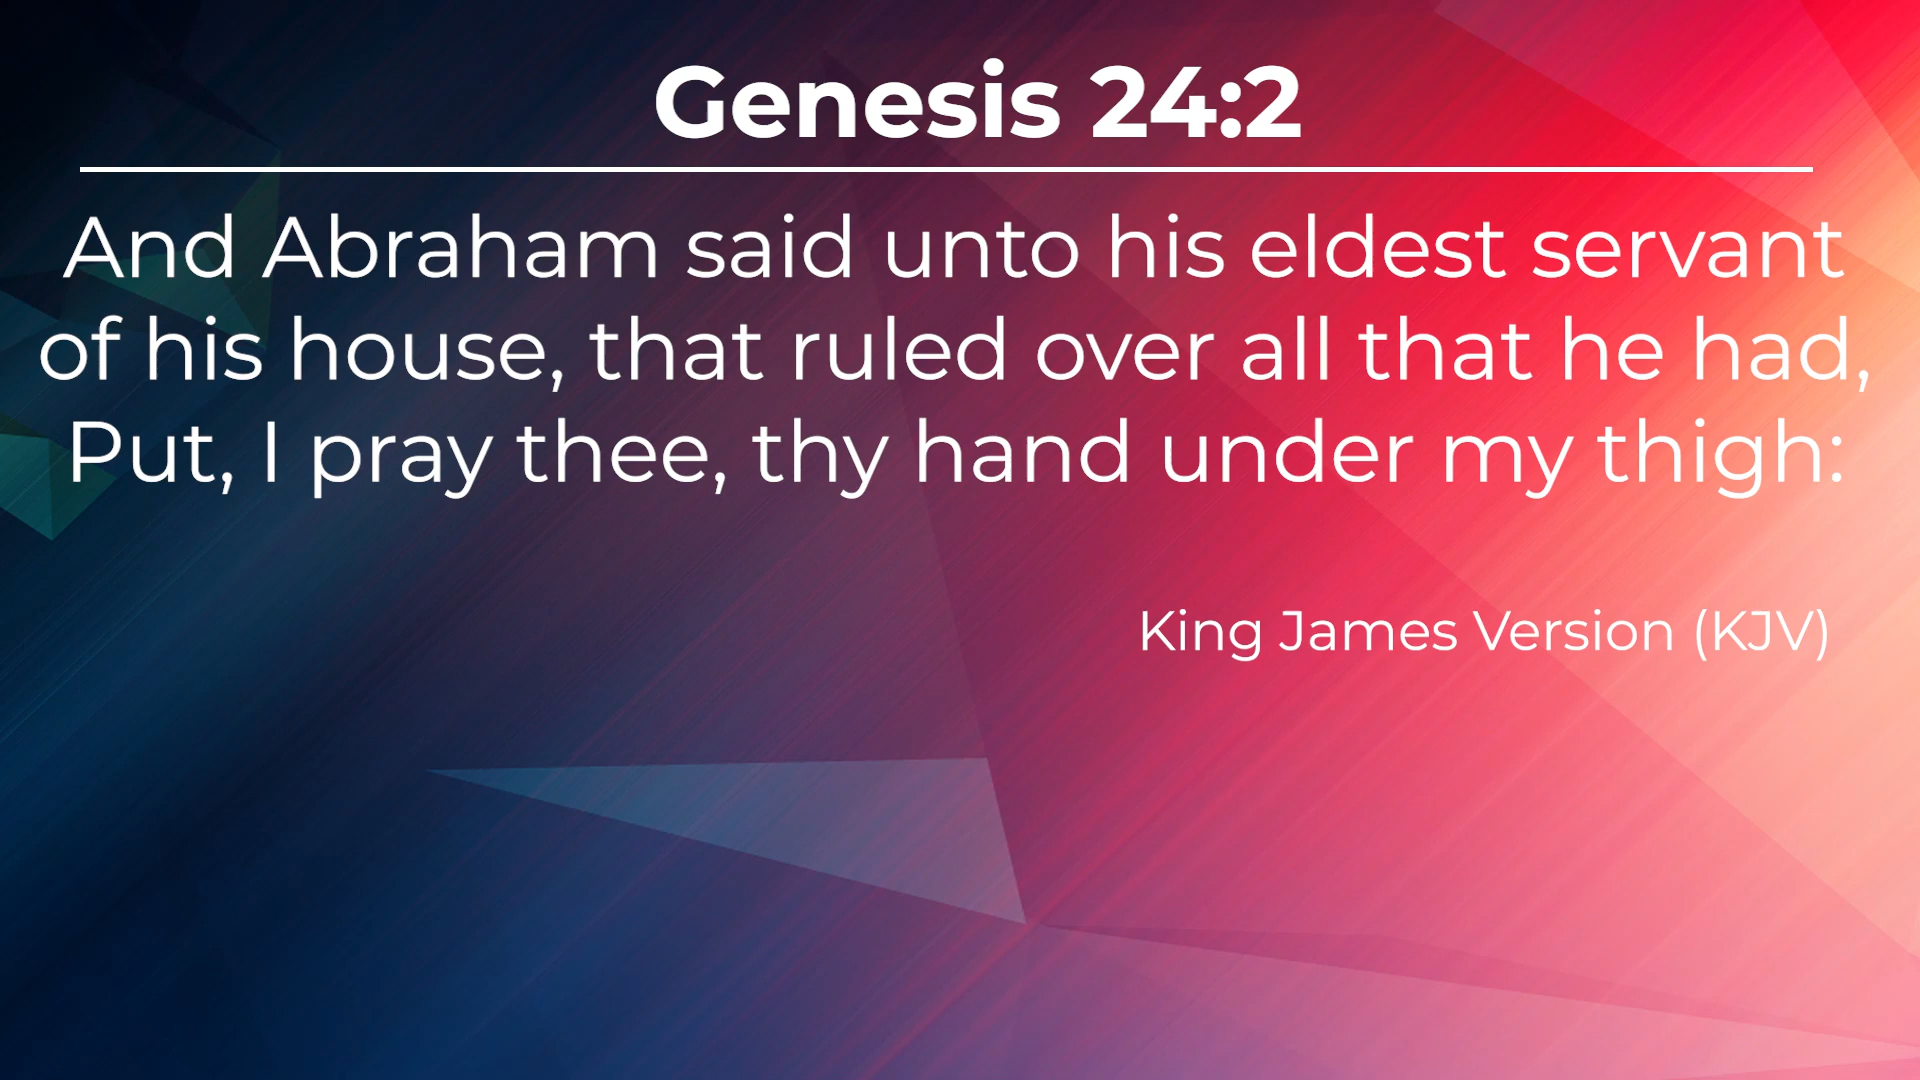 Genesis 24:2
And Abraham said unto his eldest servant
of his house, that ruled over all that he had,
Put, I pray thee, thy hand under my thigh:
King James Version (KJV)